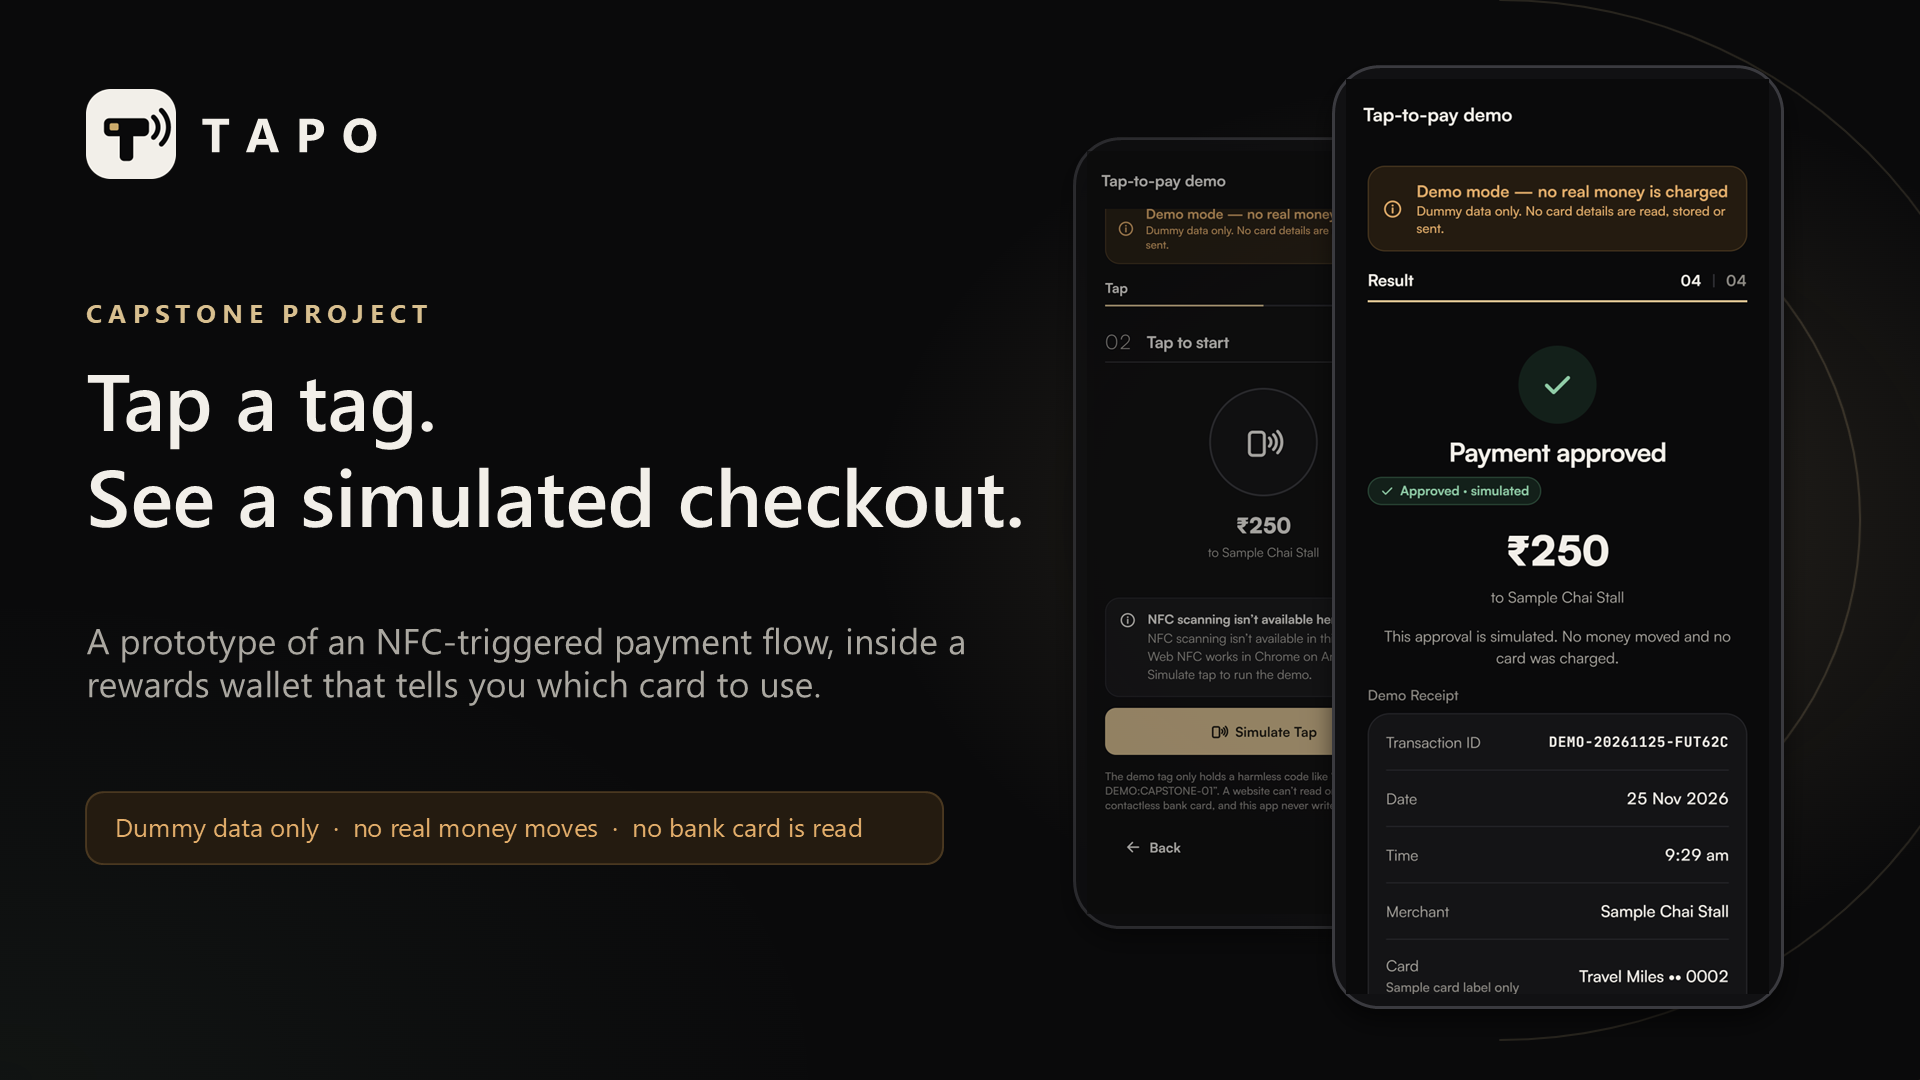 TAPO
CAPSTONE PROJECT
Tap a tag.
See a simulated checkout.
A prototype of an NFC-triggered payment flow, inside a
rewards wallet that tells you which card to use.
Dummy data only · no real money moves · no bank card is read
Tap-to-pay demo
Demo mode — no real money
Dummy data only. No card details are
sent.
Tap
02 Tap to start
₹250
to Sample Chai Stall
NFC scanning isn't available
NFC scanning isn't available in
Web NFC works in Chrome on
Simulate tap to run the demo.
Simulate Tap
The demo tag only holds a harmless code like
DEMO:CAPSTONE-01". A website can't read
contactless bank card, and this app never
← Back
Tap-to-pay demo
Demo mode — no real money is charged
Dummy data only. No card details are read, stored or
sent.
Result 04 | 04
Payment approved
Approved · simulated
₹250
to Sample Chai Stall
This approval is simulated. No money moved and no
card was charged.
Demo Receipt
Transaction ID DEMO-20261125-FUT62C
Date 25 Nov 2026
Time 9:29 am
Merchant Sample Chai Stall
Card Travel Miles •• 0002
Sample card label only